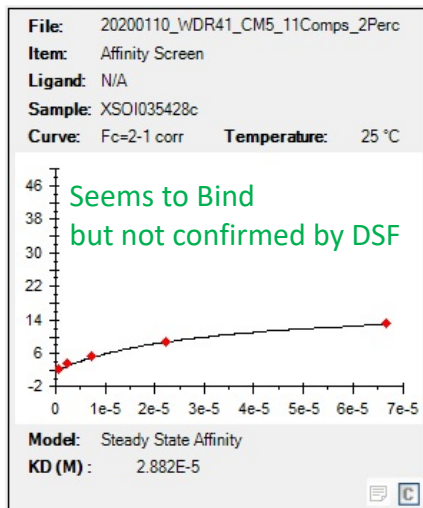 File: 20200110_WDR41_CM5_11Comps_2Perc
Item: Affinity Screen
Ligand: N/A
Sample: XSOI035428c
Curve: Fc=2-1 corr Temperature: 25 °C
Seems to Bind
but not confirmed by DSF
46
38
30
22
14
6
-2
0 1e-5 2e-5 3e-5 4e-5 5e-5 6e-5 7e-5
Model: Steady State Affinity
KD (M) : 2.882E-5
C